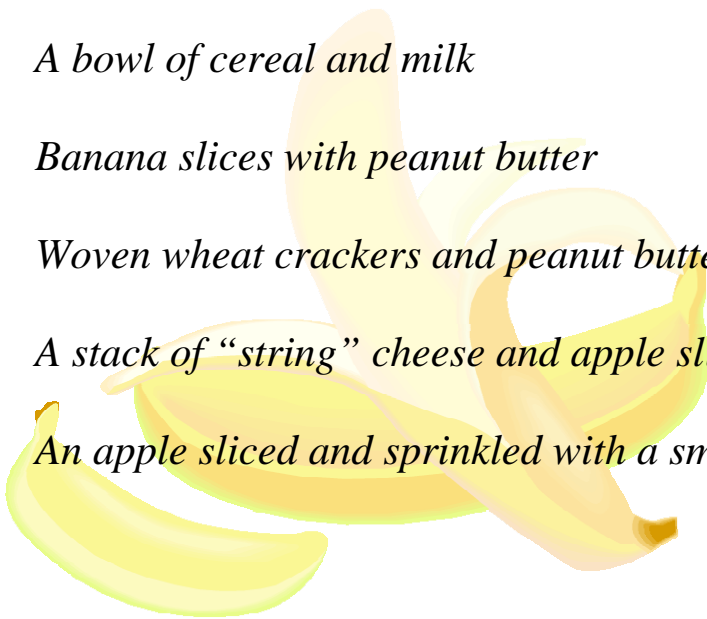 A bowl of cereal and milk
Banana slices with peanut butter
Woven wheat crackers and peanut
A stack of “string” cheese and apple
An apple sliced and sprinkled with a